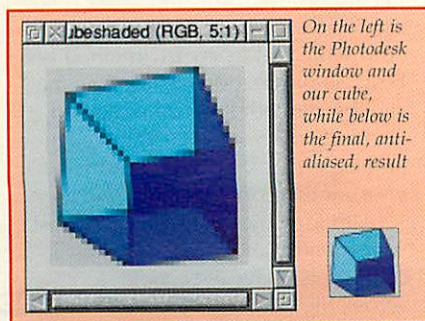 ubeshaded (RGB, 5:1)
On the left is
the Photodesk
window and
our cube,
while below is
the final, anti-
aliased, result